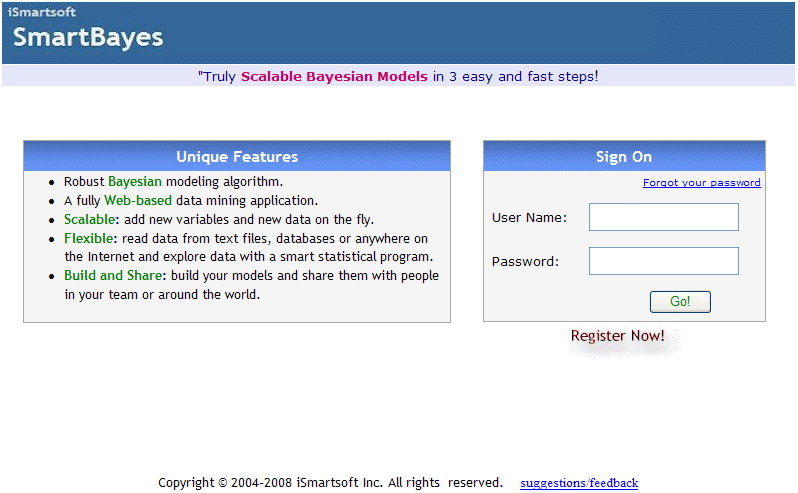 iSmartsoft
SmartBayes
"Truly Scalable Bayesian Models in 3 easy and fast steps!
Unique Features
Robust Bayesian modeling algorithm.
A fully Web-based data mining application.
Scalable: add new variables and new data on the fly.
Flexible: read data from text files, databases or anywhere on
the Internet and explore data with a smart statistical program.
Build and Share: build your models and share them with people
in your team or around the world.
Sign On
Forgot your password
User Name:
Password:
Go!
Register Now!
Copyright © 2004-2008 iSmartsoft Inc. All rights reserved. suggestions/feedback